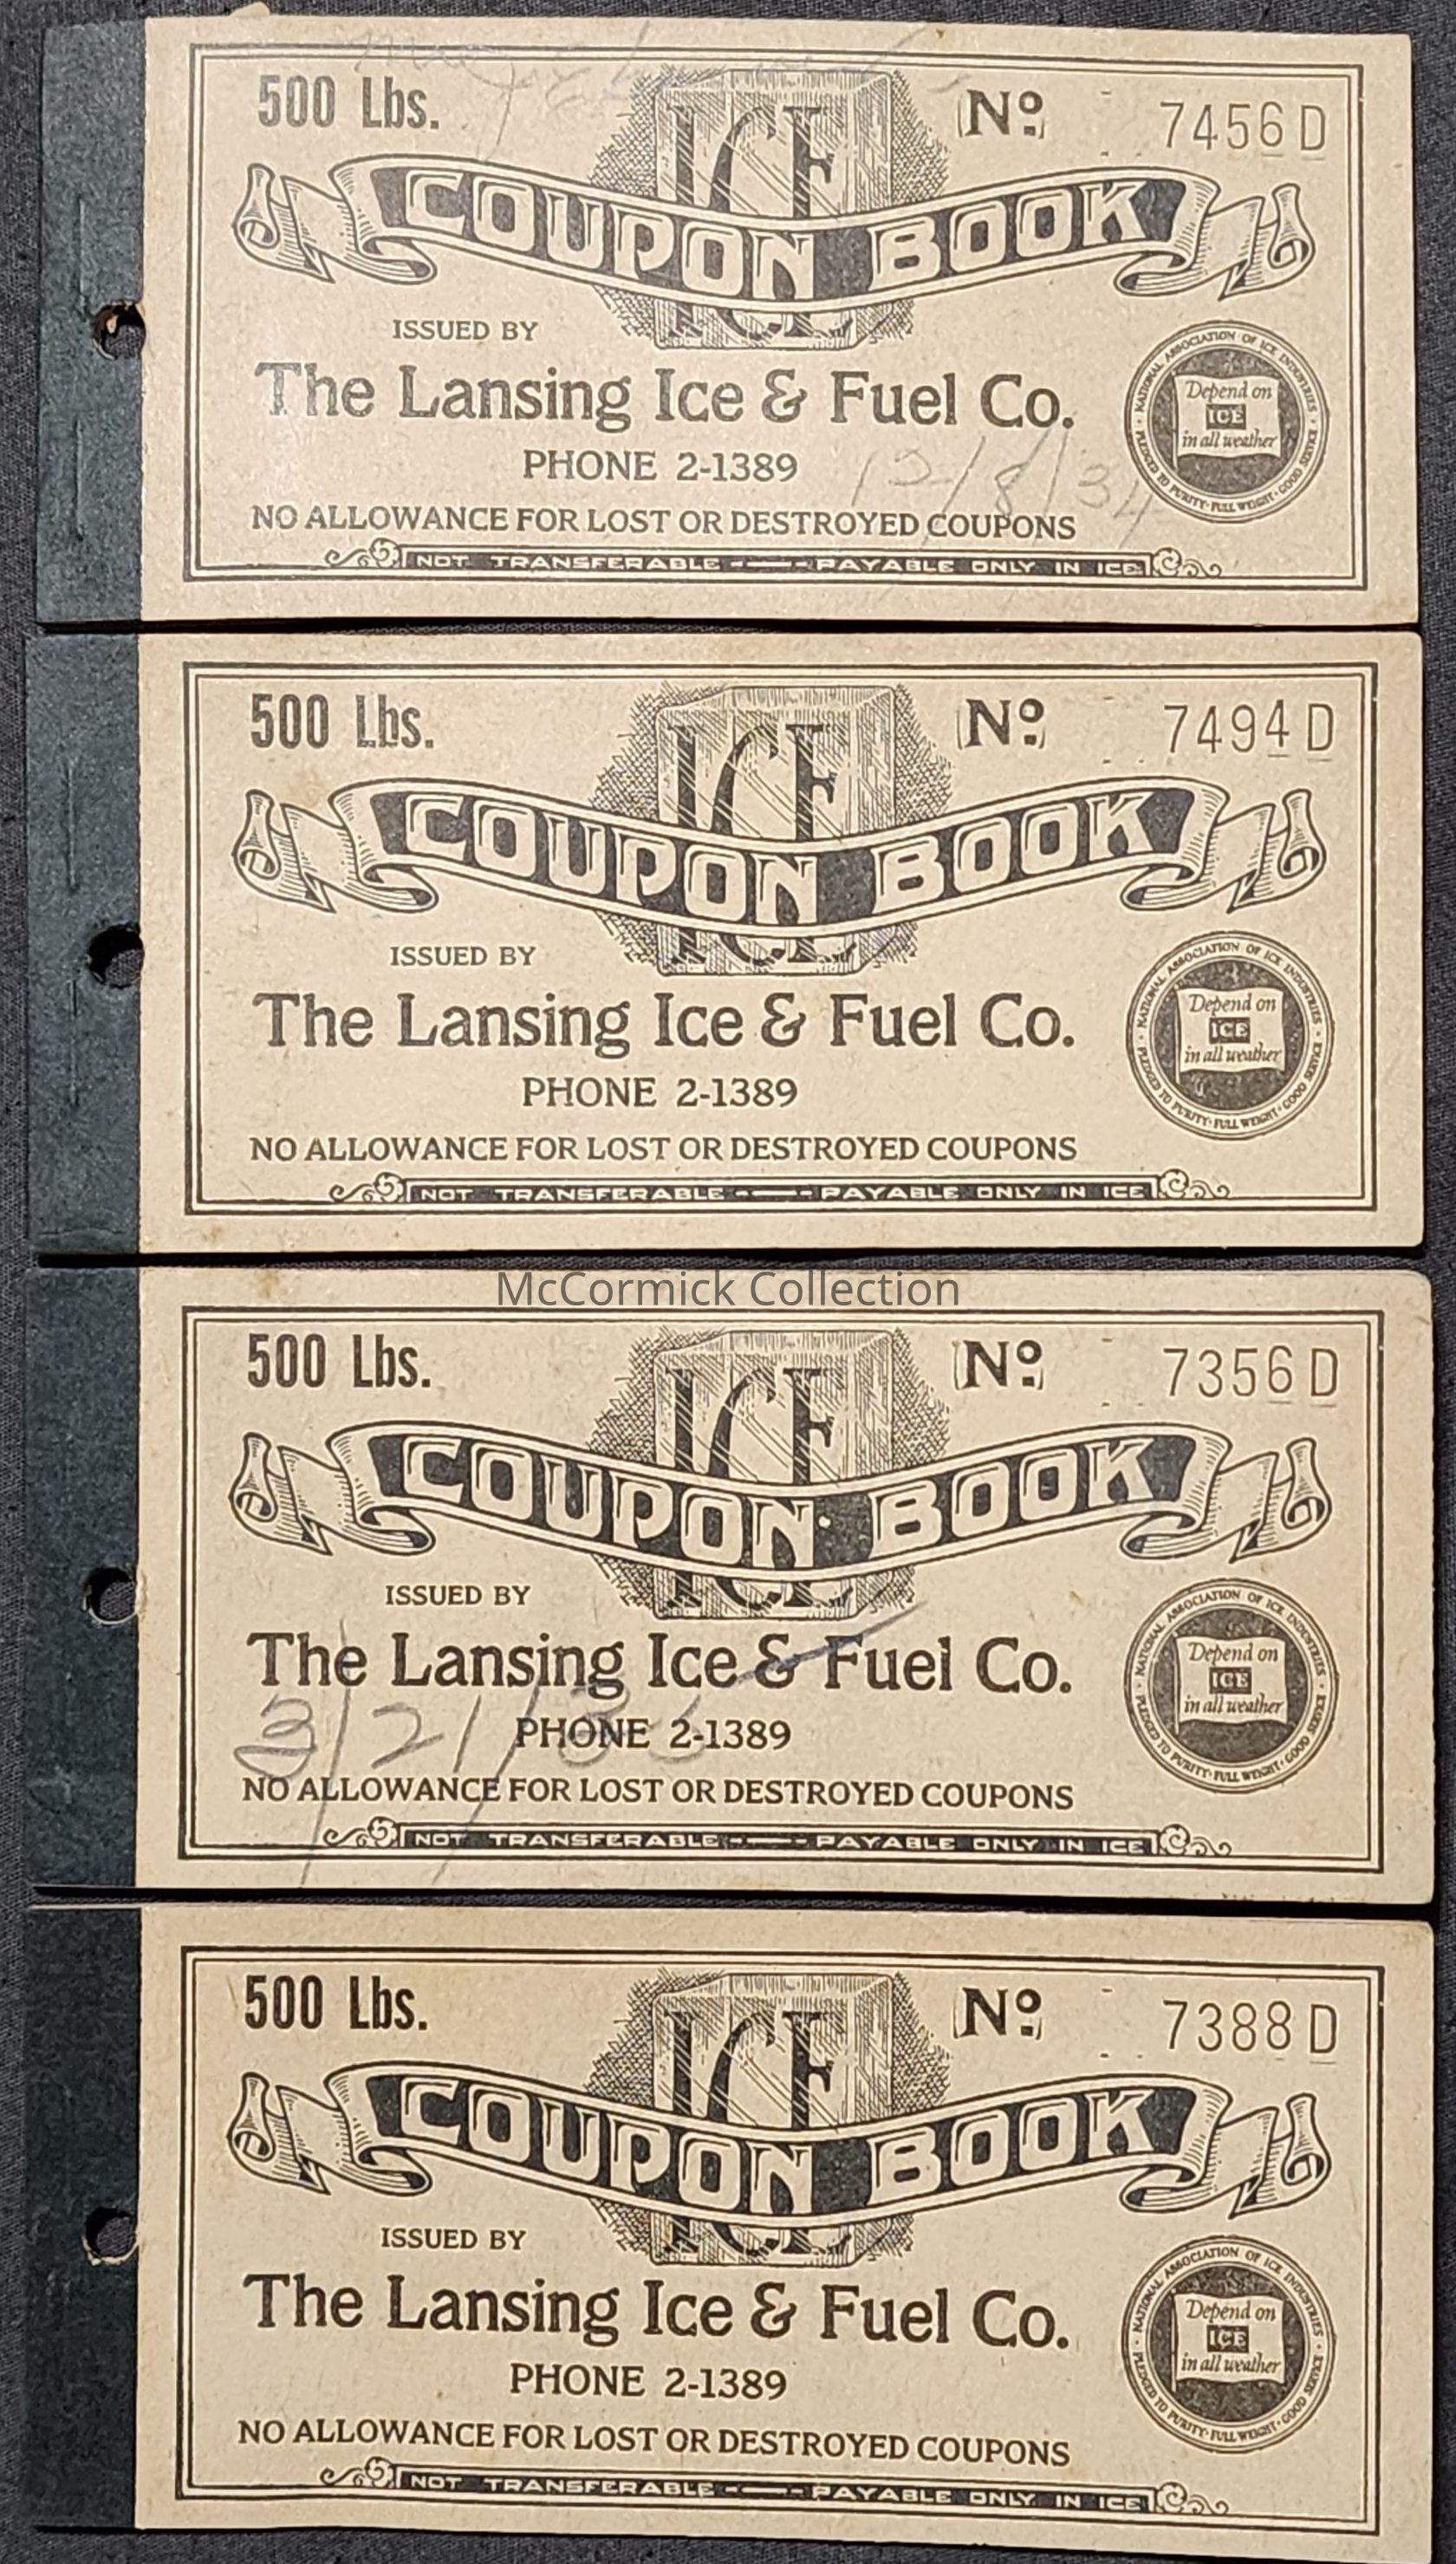 500 Lbs.
ICE
No. 7456 D
COUPON BOOK
ISSUED BY
The Lansing Ice & Fuel Co.
PHONE 2-1389
12/8/34
NO ALLOWANCE FOR LOST OR DESTROYED COUPONS
NOT TRANSFERABLE - PAYABLE ONLY IN ICE
NATIONAL ASSOCIATION OF ICE INDUSTRIES · PLEDGED TO PURITY · FULL WEIGHT · GOOD SERVICE
Depend on
ICE
in all weather
500 Lbs.
ICE
No. 7494 D
COUPON BOOK
ISSUED BY
The Lansing Ice & Fuel Co.
PHONE 2-1389
NO ALLOWANCE FOR LOST OR DESTROYED COUPONS
NOT TRANSFERABLE - PAYABLE ONLY IN ICE
NATIONAL ASSOCIATION OF ICE INDUSTRIES · PLEDGED TO PURITY · FULL WEIGHT · GOOD SERVICE
Depend on
ICE
in all weather
McCormick Collection
500 Lbs.
ICE
No. 7356 D
COUPON BOOK
ISSUED BY
The Lansing Ice & Fuel Co.
3/21/35
PHONE 2-1389
NO ALLOWANCE FOR LOST OR DESTROYED COUPONS
NOT TRANSFERABLE - PAYABLE ONLY IN ICE
NATIONAL ASSOCIATION OF ICE INDUSTRIES · PLEDGED TO PURITY · FULL WEIGHT · GOOD SERVICE
Depend on
ICE
in all weather
500 Lbs.
ICE
No. 7388 D
COUPON BOOK
ISSUED BY
The Lansing Ice & Fuel Co.
PHONE 2-1389
NO ALLOWANCE FOR LOST OR DESTROYED COUPONS
NOT TRANSFERABLE - PAYABLE ONLY IN ICE
NATIONAL ASSOCIATION OF ICE INDUSTRIES · PLEDGED TO PURITY · FULL WEIGHT · GOOD SERVICE
Depend on
ICE
in all weather